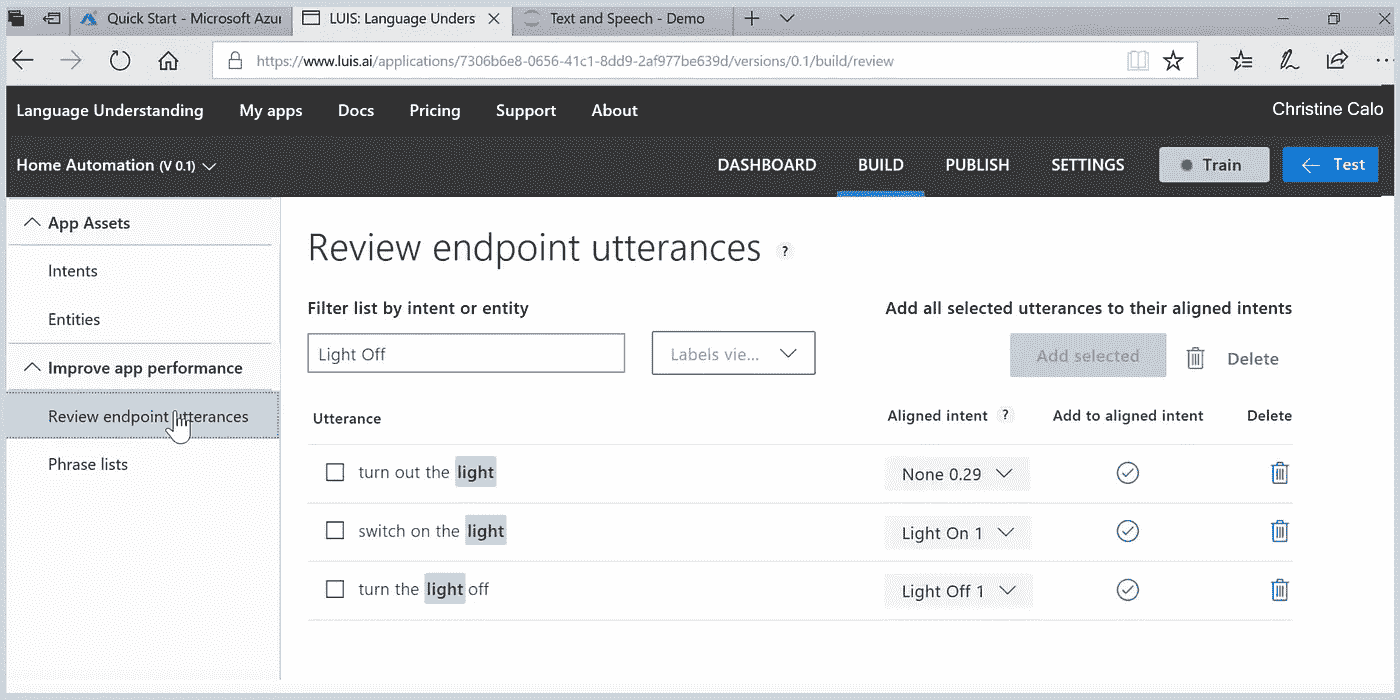 Quick Start - Microsoft Azur
LUIS: Language Unders
Text and Speech - Demo
https://www.luis.ai/applications/7306b6e8-0656-41c1-8dd9-2af977be639d/versions/0.1/build/review
Language Understanding My apps Docs Pricing Support About Christine Calo
Home Automation (V 0.1) DASHBOARD BUILD PUBLISH SETTINGS Train Test
App Assets
Intents
Entities
Improve app performance
Review endpoint utterances
Phrase lists
Review endpoint utterances ?
Filter list by intent or entity Add all selected utterances to their aligned intents
Light Off Labels vie... Add selected Delete
Utterance Aligned intent ? Add to aligned intent Delete
turn out the light None 0.29
switch on the light Light On 1
turn the light off Light Off 1